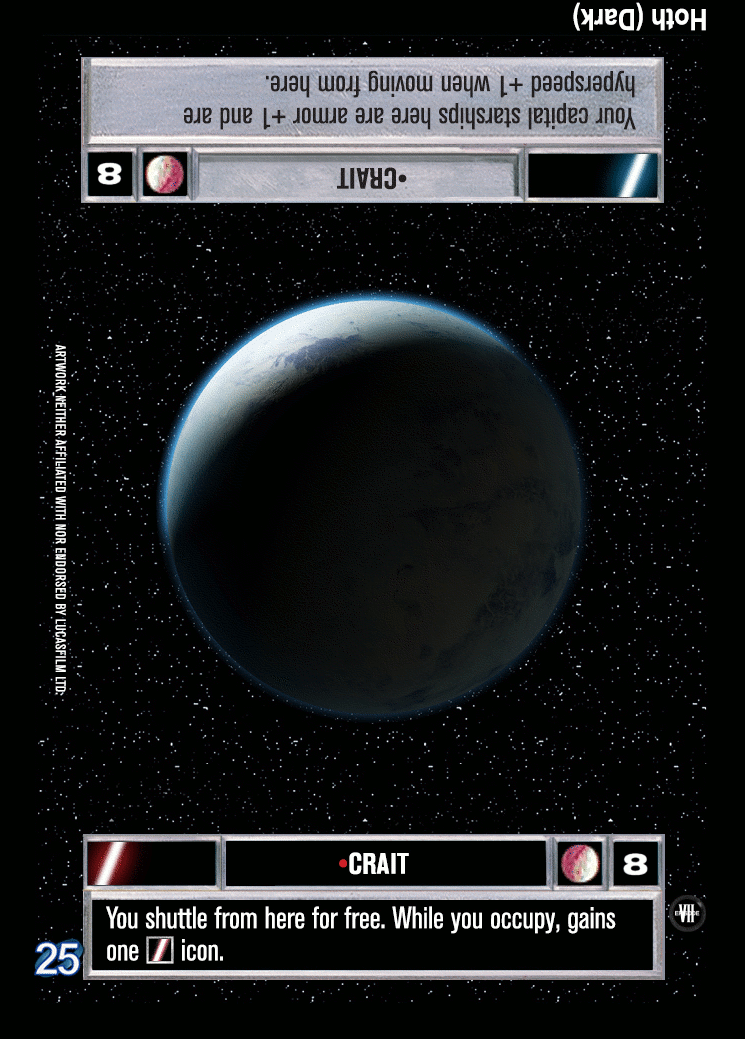 Hoth (Dark)
Your capital starships here are armor +1 and are
hyperspeed +1 when moving from here.
8
•CRAIT
ARTWORK NEITHER AFFILIATED WITH NOR ENDORSED BY LUCASFILM LTD.
•CRAIT
8
You shuttle from here for free. While you occupy, gains
one icon.
EPISODE
VII
25